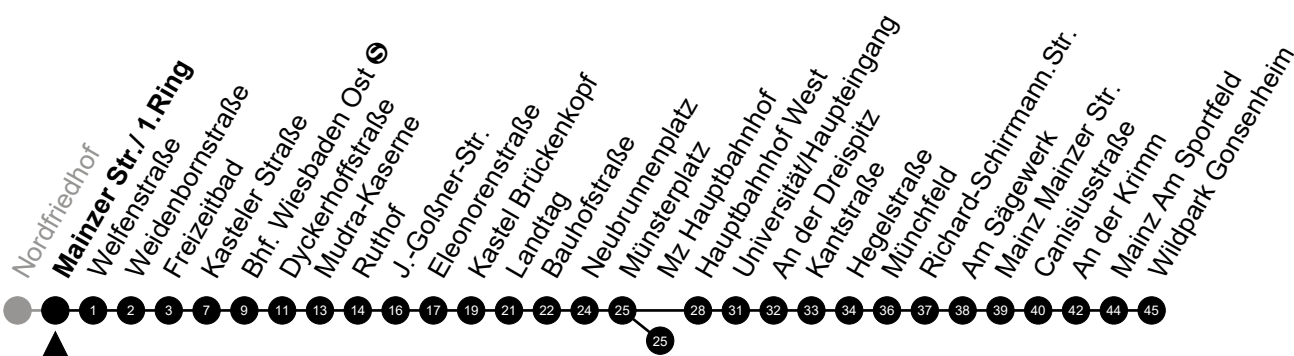 Nordfriedhof
Mainzer Str./ 1.Ring
Welfenstraße
Weidenbornstraße
Freizeitbad
Kasteler Straße
Bhf. Wiesbaden Ost S
Dyckerhoffstraße
Mudra-Kaserne
Ruthof
J.-Goßner-Str.
Eleonorenstraße
Kastel Brückenkopf
Landtag
Bauhofstraße
Neubrunnenplatz
Münsterplatz
Mz Hauptbahnhof
Hauptbahnhof West
Universität/Haupteingang
An der Dreispitz
Kantstraße
Hegelstraße
Münchfeld
Richard-Schirrmann.Str.
Am Sägewerk
Mainz Mainzer Str.
Canisiusstraße
An der Krimm
Mainz Am Sportfeld
Wildpark Gonsenheim
1 2 3 7 9 11 13 14 16 17 19 21 22 24 25 28 31 32 33 34 36 37 38 39 40 42 44 45
25